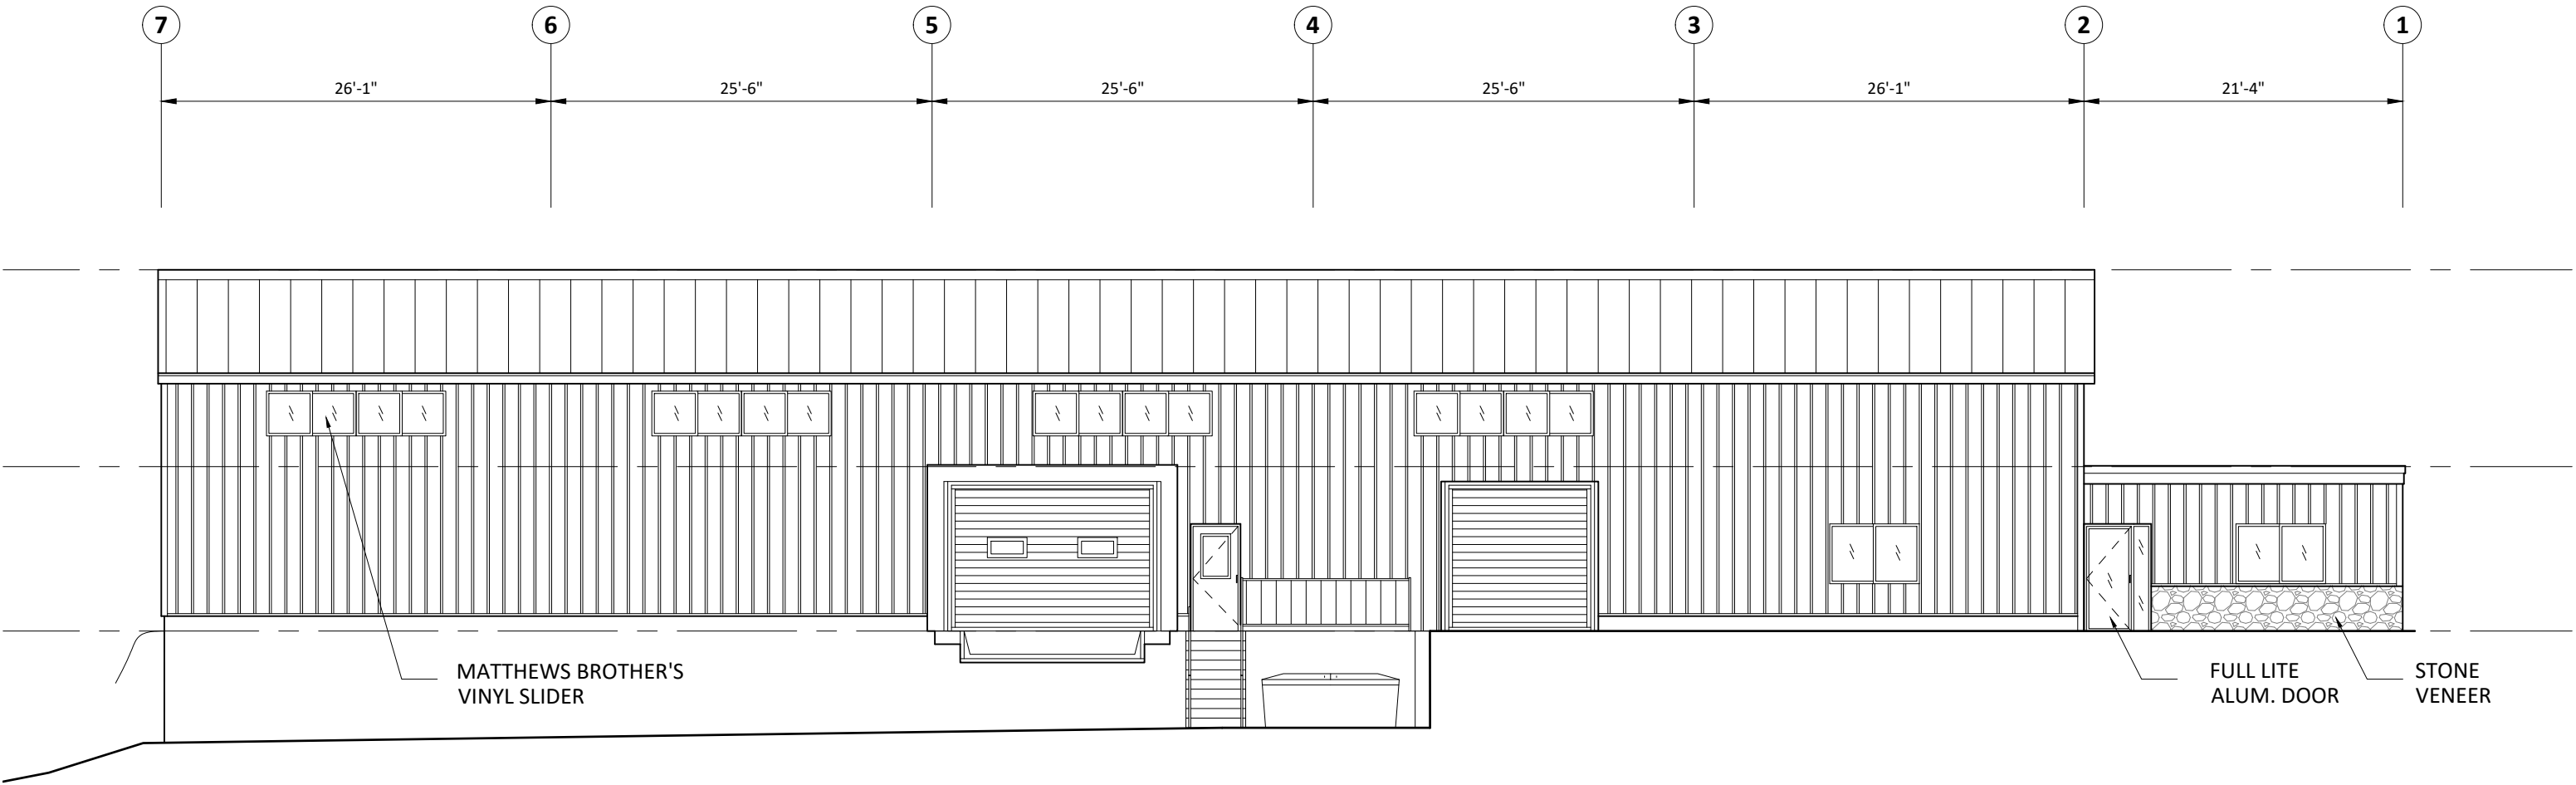 7 6 5 4 3 2 1
26'-1" 25'-6" 25'-6" 25'-6" 26'-1" 21'-4"
MATTHEWS BROTHER'S
VINYL SLIDER
FULL LITE
ALUM. DOOR
STONE
VENEER